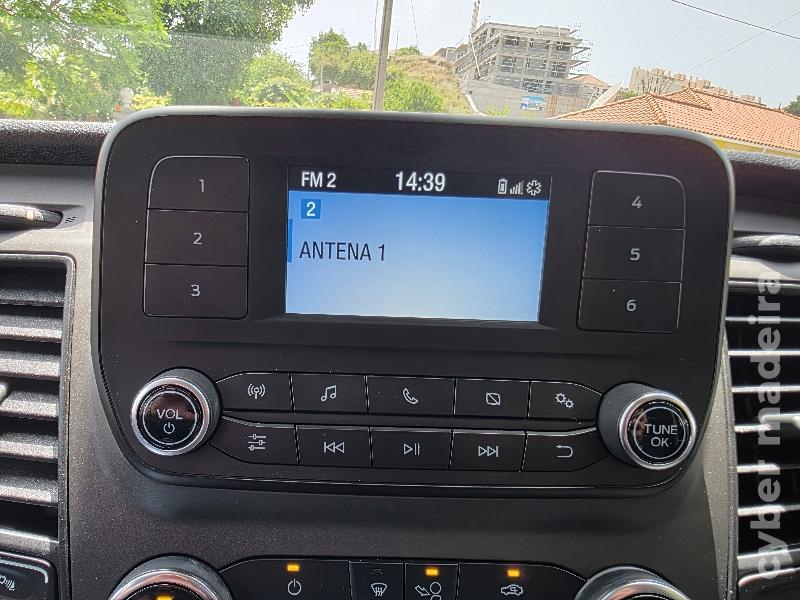 FM 2 14:39
2
ANTENA 1
1
2
3
4
5
6
VOL
TUNE
OK
A/C
cyber madeira